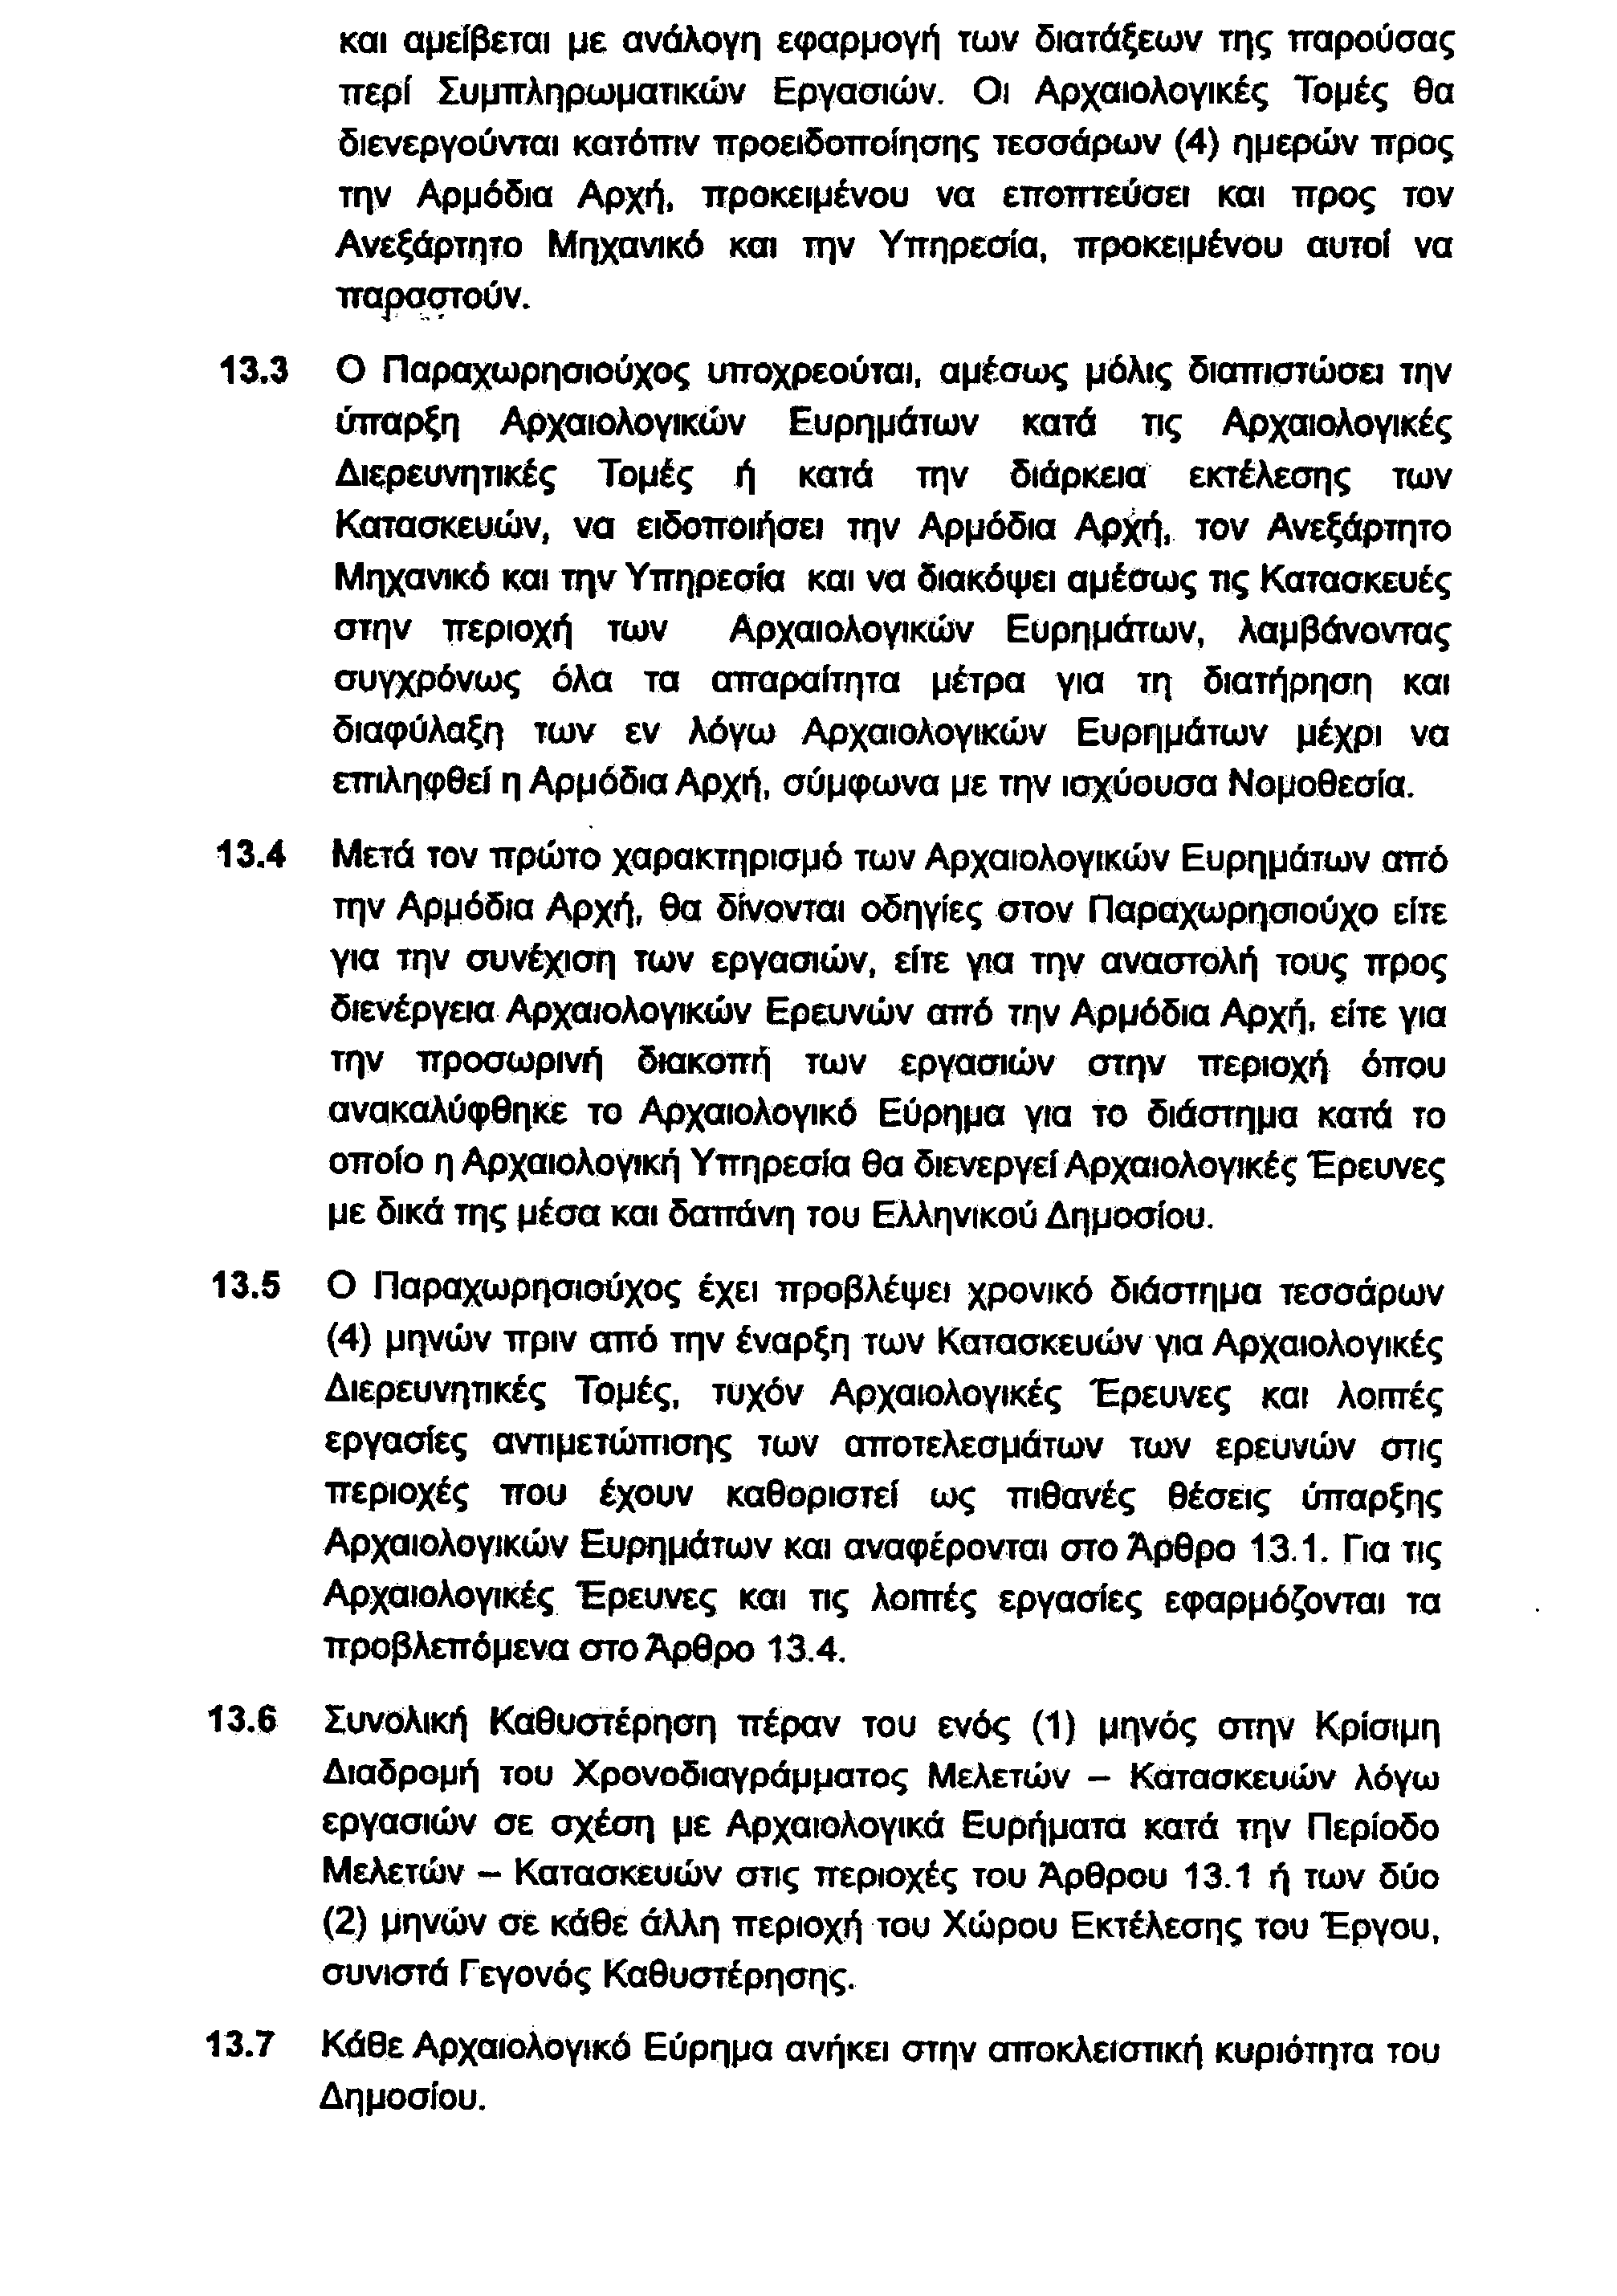 και αμείβεται με ανάλογη εφαρμογή των διατάξεων της παρούσας
περί Συμπληρωματικών Εργασιών. Οι Αρχαιολογικές Τομές θα
διενεργούνται κατόπιν προειδοποίησης τεσσάρων (4) ημερών προς
την Αρμόδια Αρχή, προκειμένου να εποπτεύσει και προς τον
Ανεξάρτητο Μηχανικό και την Υπηρεσία, προκειμένου αυτοί να
παραστούν.
13.3 Ο Παραχωρησιούχος υποχρεούται, αμέσως μόλις διαπιστώσει την
ύπαρξη Αρχαιολογικών Ευρημάτων κατά τις Αρχαιολογικές
Διερευνητικές Τομές ή κατά την διάρκεια εκτέλεσης των
Κατασκευών, να ειδοποιήσει την Αρμόδια Αρχή, τον Ανεξάρτητο
Μηχανικό και την Υπηρεσία και να διακόψει αμέσως τις Κατασκευές
στην περιοχή των Αρχαιολογικών Ευρημάτων, λαμβάνοντας
συγχρόνως όλα τα απαραίτητα μέτρα για τη διατήρηση και
διαφύλαξη των εν λόγω Αρχαιολογικών Ευρημάτων μέχρι να
επιληφθεί η Αρμόδια Αρχή, σύμφωνα με την ισχύουσα Νομοθεσία.
13.4 Μετά τον πρώτο χαρακτηρισμό των Αρχαιολογικών Ευρημάτων από
την Αρμόδια Αρχή, θα δίνονται οδηγίες στον Παραχωρησιούχο είτε
για την συνέχιση των εργασιών, είτε για την αναστολή τους προς
διενέργεια Αρχαιολογικών Ερευνών από την Αρμόδια Αρχή, είτε για
την προσωρινή διακοπή των εργασιών στην περιοχή όπου
ανακαλύφθηκε το Αρχαιολογικό Εύρημα για το διάστημα κατά το
οποίο η Αρχαιολογική Υπηρεσία θα διενεργεί Αρχαιολογικές Έρευνες
με δικά της μέσα και δαπάνη του Ελληνικού Δημοσίου.
13.5 Ο Παραχωρησιούχος έχει προβλέψει χρονικό διάστημα τεσσάρων
(4) μηνών πριν από την έναρξη των Κατασκευών για Αρχαιολογικές
Διερευνητικές Τομές, τυχόν Αρχαιολογικές Έρευνες και λοιπές
εργασίες αντιμετώπισης των αποτελεσμάτων των ερευνών στις
περιοχές που έχουν καθοριστεί ως πιθανές θέσεις ύπαρξης
Αρχαιολογικών Ευρημάτων και αναφέρονται στο Άρθρο 13.1. Για τις
Αρχαιολογικές Έρευνες και τις λοιπές εργασίες εφαρμόζονται τα
προβλεπόμενα στο Άρθρο 13.4.
13.6 Συνολική Καθυστέρηση πέραν του ενός (1) μηνός στην Κρίσιμη
Διαδρομή του Χρονοδιαγράμματος Μελετών – Κατασκευών λόγω
εργασιών σε σχέση με Αρχαιολογικά Ευρήματα κατά την Περίοδο
Μελετών – Κατασκευών στις περιοχές του Άρθρου 13.1 ή των δύο
(2) μηνών σε κάθε άλλη περιοχή του Χώρου Εκτέλεσης του Έργου,
συνιστά Γεγονός Καθυστέρησης.
13.7 Κάθε Αρχαιολογικό Εύρημα ανήκει στην αποκλειστική κυριότητα του
Δημοσίου.